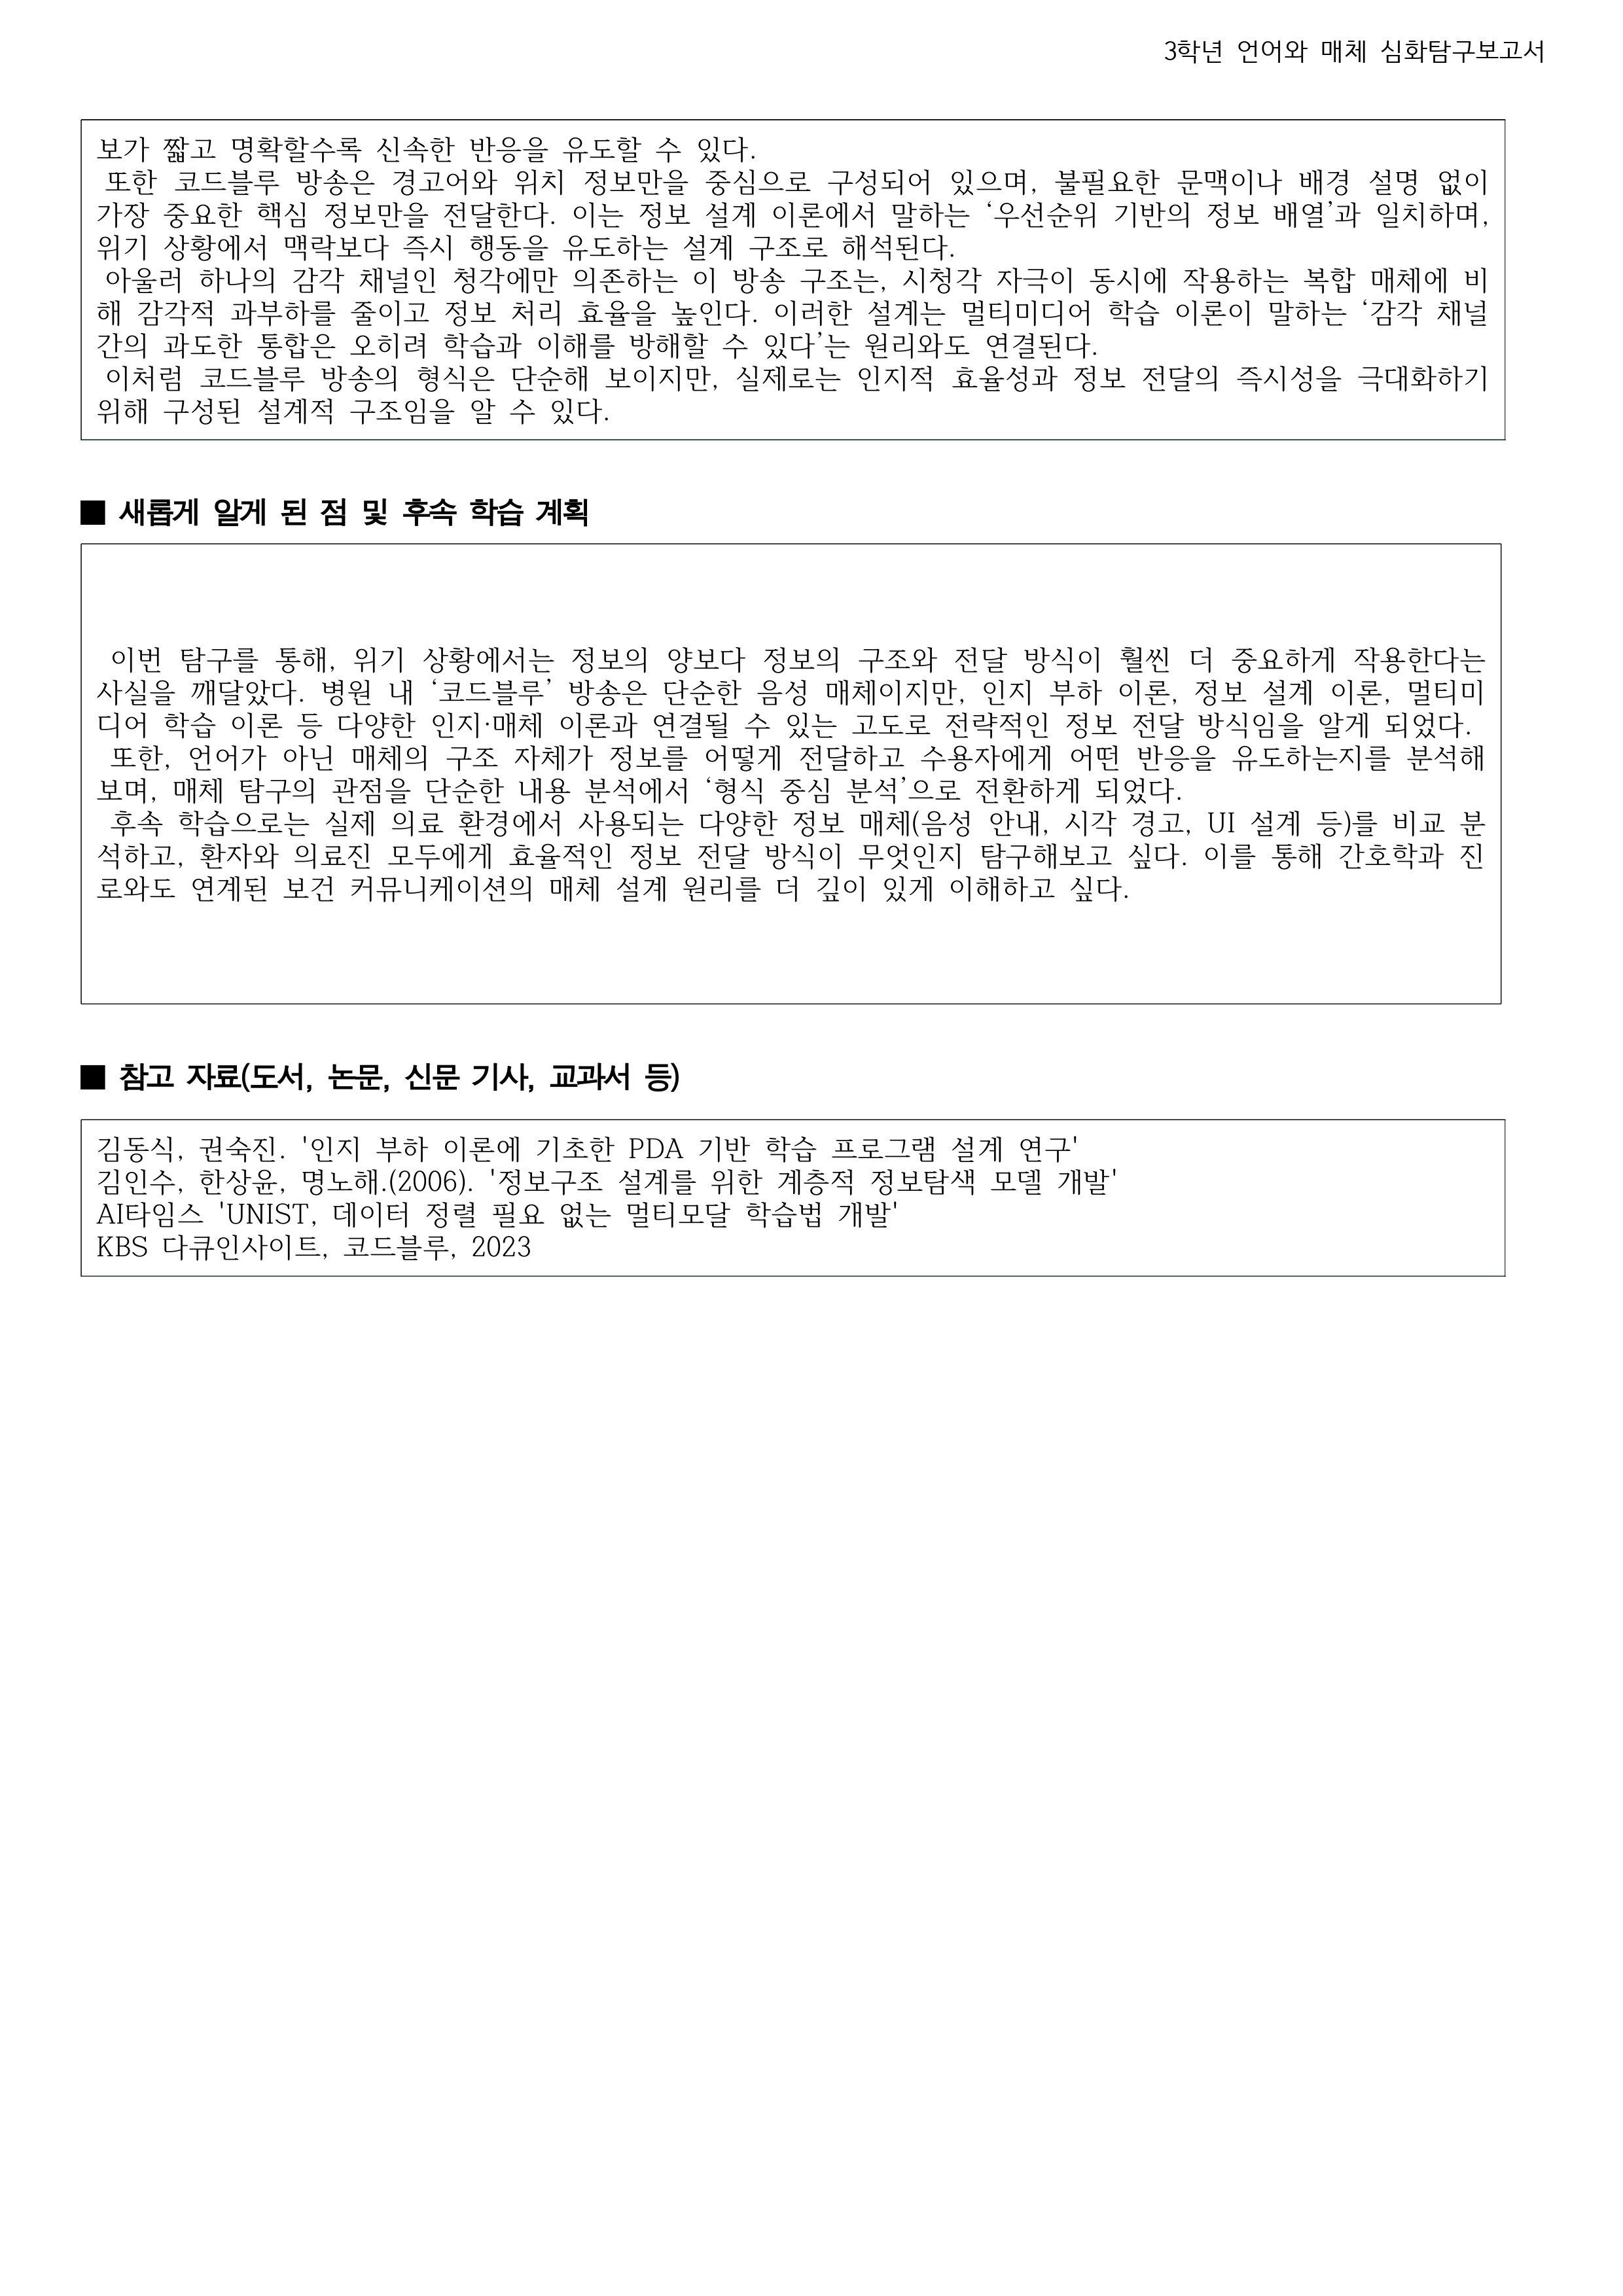 3학년 언어와 매체 심화탐구보고서
보가 짧고 명확할수록 신속한 반응을 유도할 수 있다.
또한 코드블루 방송은 경고어와 위치 정보만을 중심으로 구성되어 있으며, 불필요한 문맥이나 배경 설명 없이
가장 중요한 핵심 정보만을 전달한다. 이는 정보 설계 이론에서 말하는 ‘우선순위 기반의 정보 배열’과 일치하며,
위기 상황에서 맥락보다 즉시 행동을 유도하는 설계 구조로 해석된다.
아울러 하나의 감각 채널인 청각에만 의존하는 이 방송 구조는, 시청각 자극이 동시에 작용하는 복합 매체에 비
해 감각적 과부하를 줄이고 정보 처리 효율을 높인다. 이러한 설계는 멀티미디어 학습 이론이 말하는 ‘감각 채널
간의 과도한 통합은 오히려 학습과 이해를 방해할 수 있다’는 원리와도 연결된다.
이처럼 코드블루 방송의 형식은 단순해 보이지만, 실제로는 인지적 효율성과 정보 전달의 즉시성을 극대화하기
위해 구성된 설계적 구조임을 알 수 있다.
■ 새롭게 알게 된 점 및 후속 학습 계획
이번 탐구를 통해, 위기 상황에서는 정보의 양보다 정보의 구조와 전달 방식이 훨씬 더 중요하게 작용한다는
사실을 깨달았다. 병원 내 ‘코드블루’ 방송은 단순한 음성 매체이지만, 인지 부하 이론, 정보 설계 이론, 멀티미
디어 학습 이론 등 다양한 인지·매체 이론과 연결될 수 있는 고도로 전략적인 정보 전달 방식임을 알게 되었다.
또한, 언어가 아닌 매체의 구조 자체가 정보를 어떻게 전달하고 수용자에게 어떤 반응을 유도하는지를 분석해
보며, 매체 탐구의 관점을 단순한 내용 분석에서 ‘형식 중심 분석’으로 전환하게 되었다.
후속 학습으로는 실제 의료 환경에서 사용되는 다양한 정보 매체(음성 안내, 시각 경고, UI 설계 등)를 비교 분
석하고, 환자와 의료진 모두에게 효율적인 정보 전달 방식이 무엇인지 탐구해보고 싶다. 이를 통해 간호학과 진
로와도 연계된 보건 커뮤니케이션의 매체 설계 원리를 더 깊이 있게 이해하고 싶다.
■ 참고 자료(도서, 논문, 신문 기사, 교과서 등)
김동식, 권숙진. '인지 부하 이론에 기초한 PDA 기반 학습 프로그램 설계 연구'
김인수, 한상윤, 명노해.(2006). '정보구조 설계를 위한 계층적 정보탐색 모델 개발'
AI타임스 'UNIST, 데이터 정렬 필요 없는 멀티모달 학습법 개발'
KBS 다큐인사이트, 코드블루, 2023